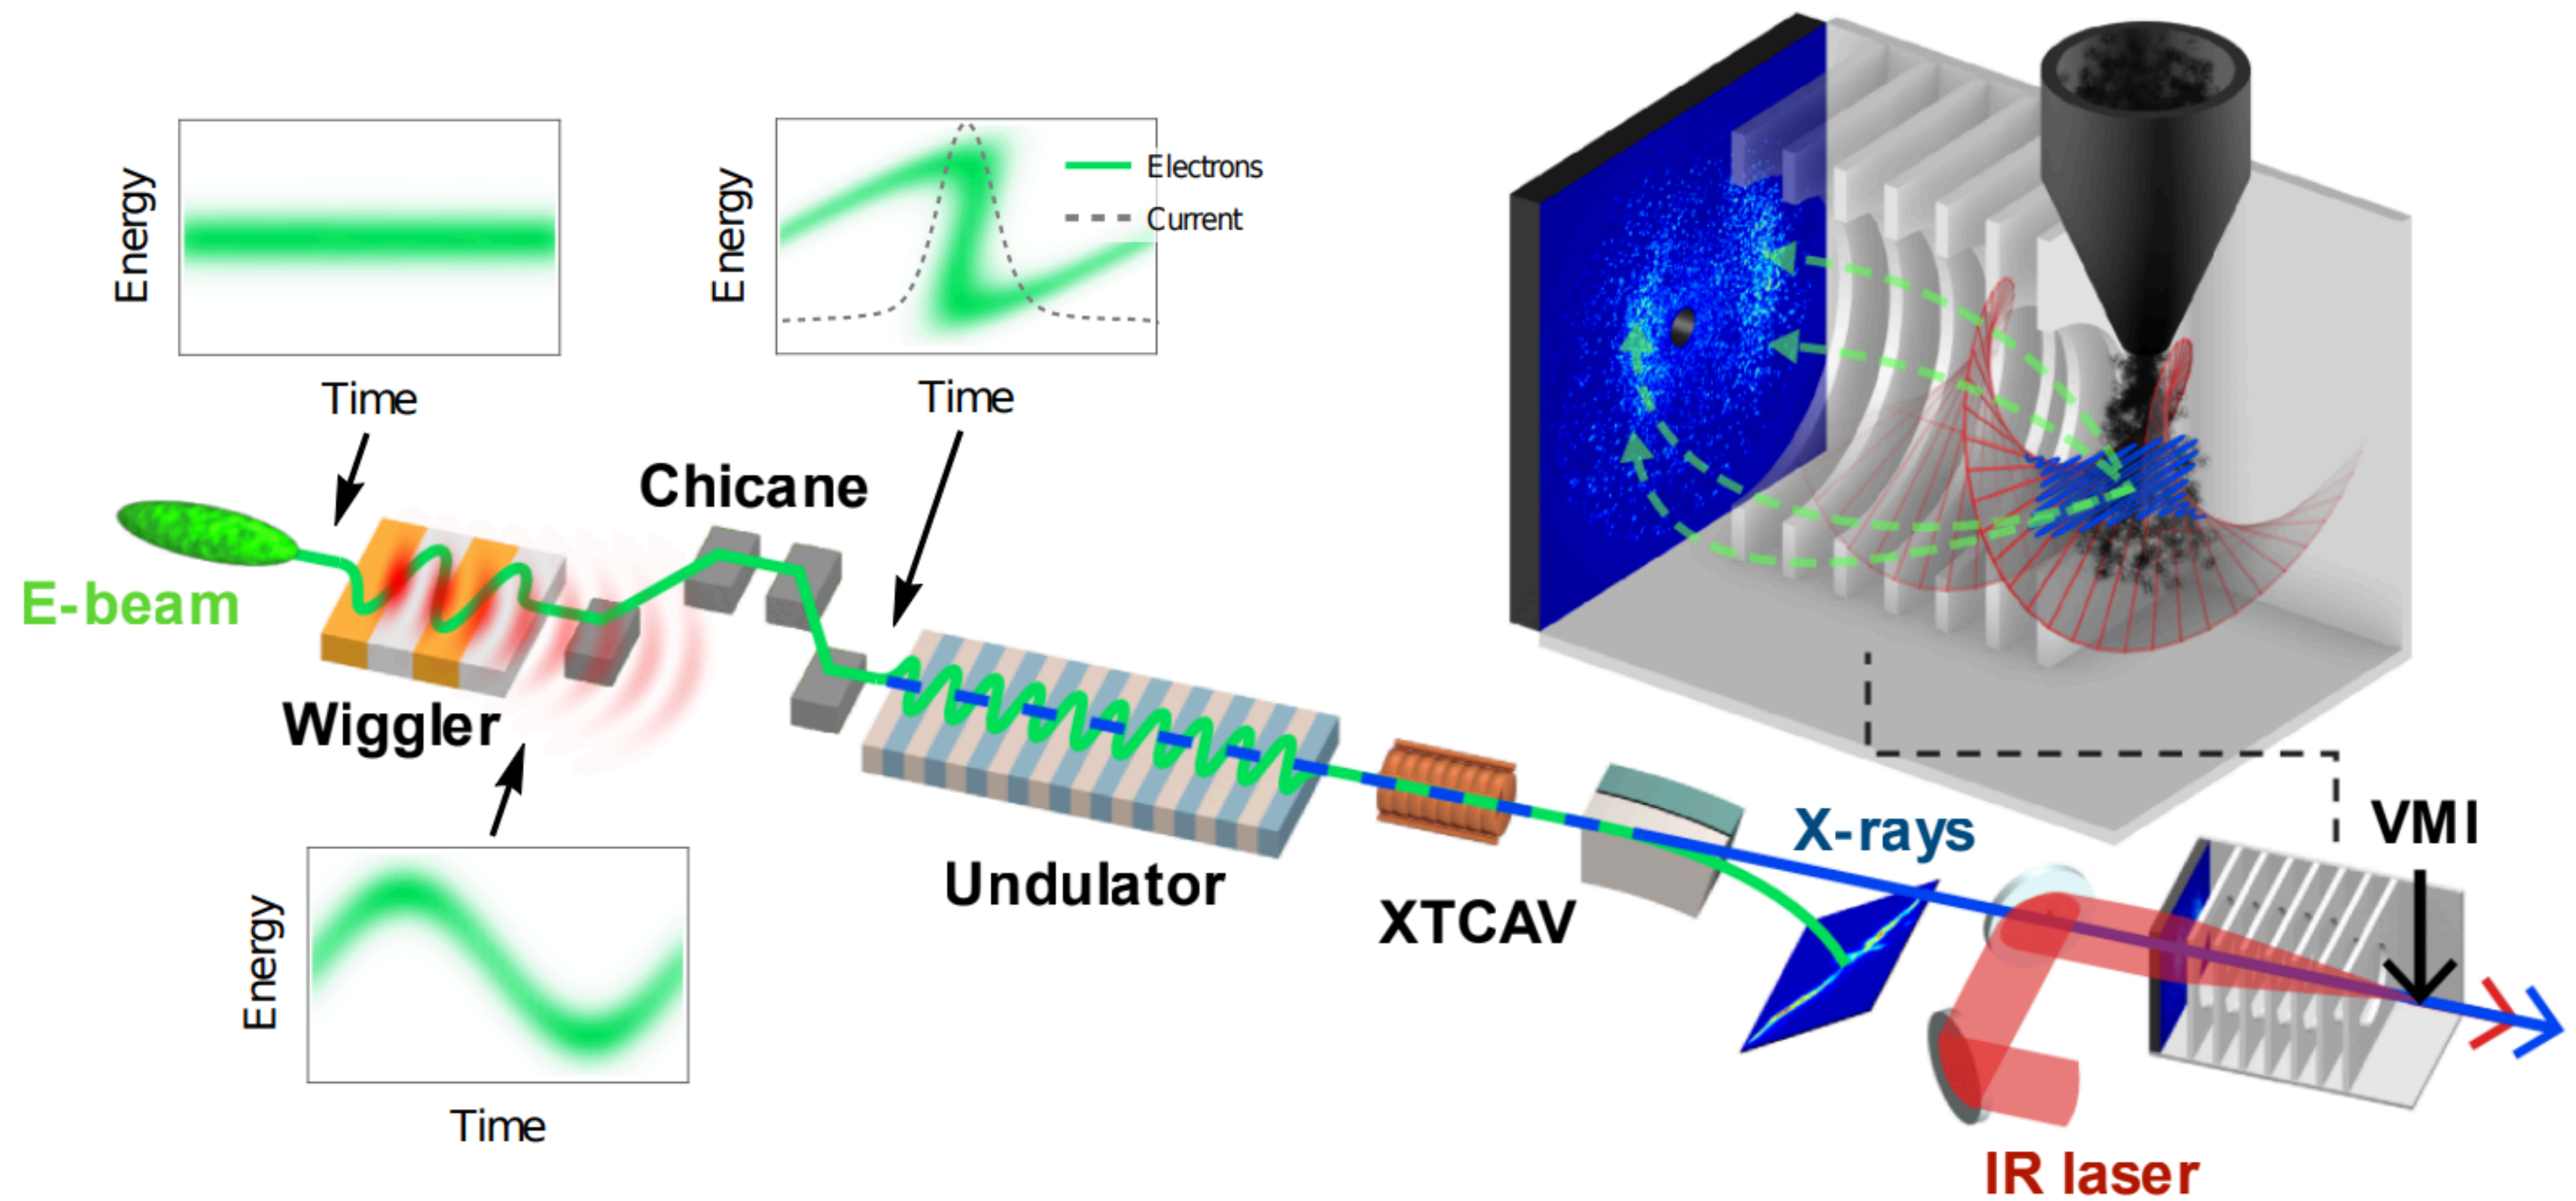 Energy
Time
Energy
Electrons
Current
Time
E-beam
Wiggler
Chicane
Energy
Time
Undulator
XTCAV
X-rays
VMI
IR laser